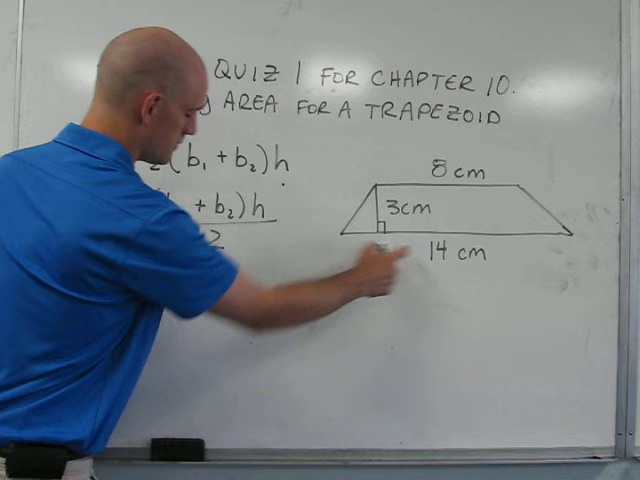 QUIZ 1 FOR CHAPTER 10.
AREA FOR A TRAPEZOID
(b₁ + b₂)h
+ b₂)h
2
8 cm
3cm
14 cm